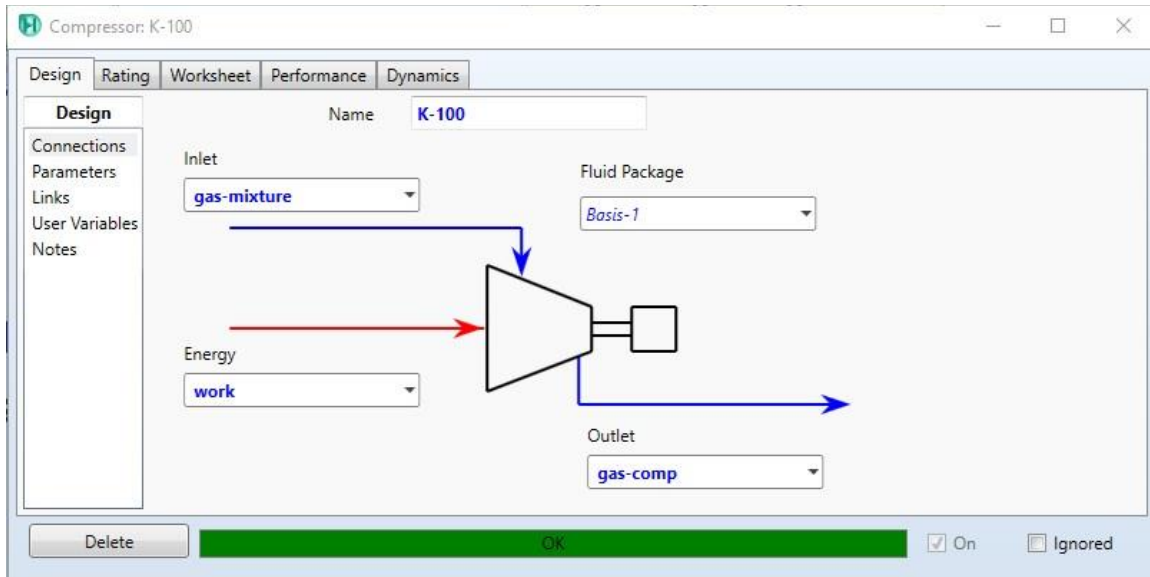 Compressor: K-100
Design Rating Worksheet Performance Dynamics
Design
Connections
Parameters
Links
User Variables
Notes
Name K-100
Inlet
gas-mixture
Fluid Package
Basis-1
Energy
work
Outlet
gas-comp
Delete OK On Ignored